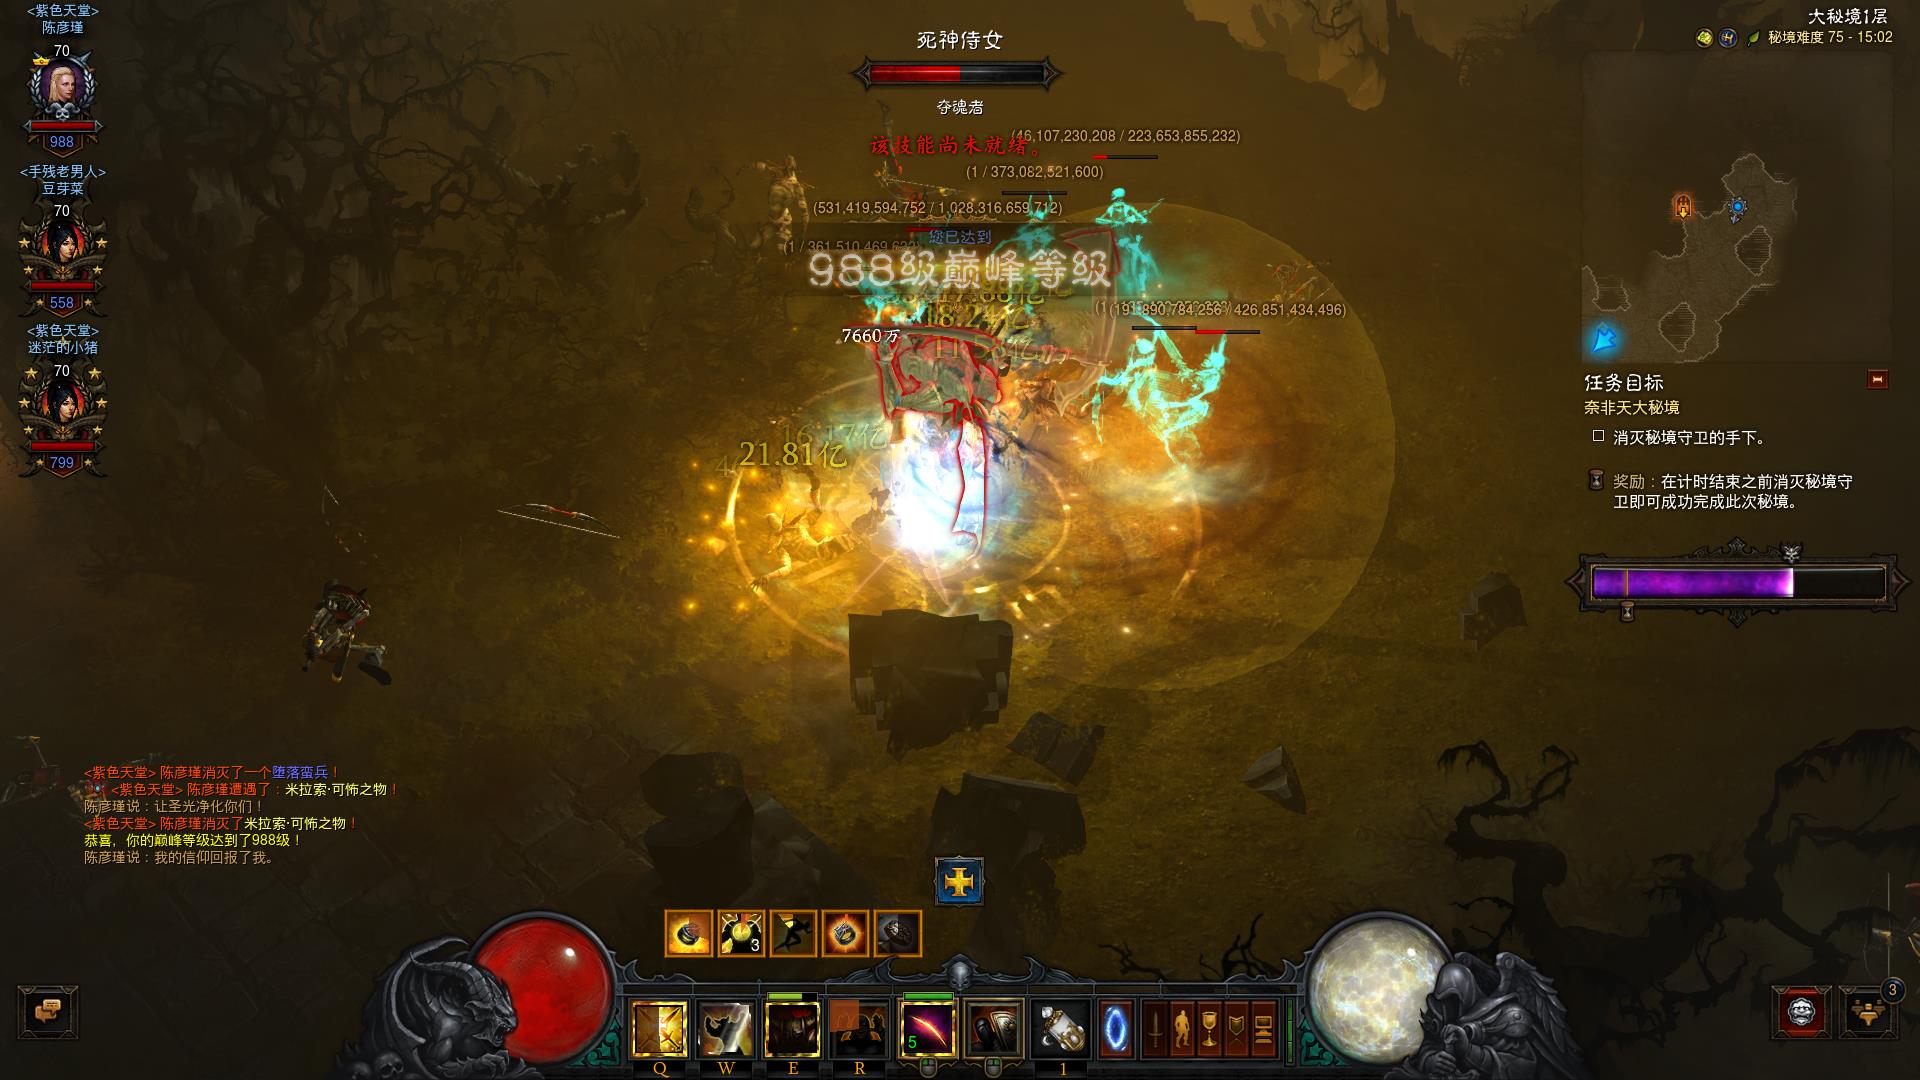 <紫色天堂>
陈彦瑾
70
988
<手残老男人>
豆芽菜
70
558
<紫色天堂>
迷茫的小猪
70
799
死神侍女
夺魂者
该技能尚未就绪。
(46,107,230,208 / 223,653,855,232)
(1 / 373,082,521,600)
(531,419,594,752 / 1,028,316,659,712)
您已达到
988级巅峰等级
(191,890,784,256 / 426,851,434,496)
7660万
21.81亿
大秘境1层
秘境难度 75 - 15:02
任务目标
奈非天大秘境
消灭秘境守卫的手下。
奖励：在计时结束之前消灭秘境守
卫即可成功完成此次秘境。
<紫色天堂> 陈彦瑾消灭了一个堕落蛮兵！
<紫色天堂> 陈彦瑾遭遇了：米拉索·可怖之物！
陈彦瑾说：让圣光净化你们！
<紫色天堂> 陈彦瑾消灭了米拉索·可怖之物！
恭喜，你的巅峰等级达到了988级！
陈彦瑾说：我的信仰回报了我。
3
5
Q
W
E
R
1
3